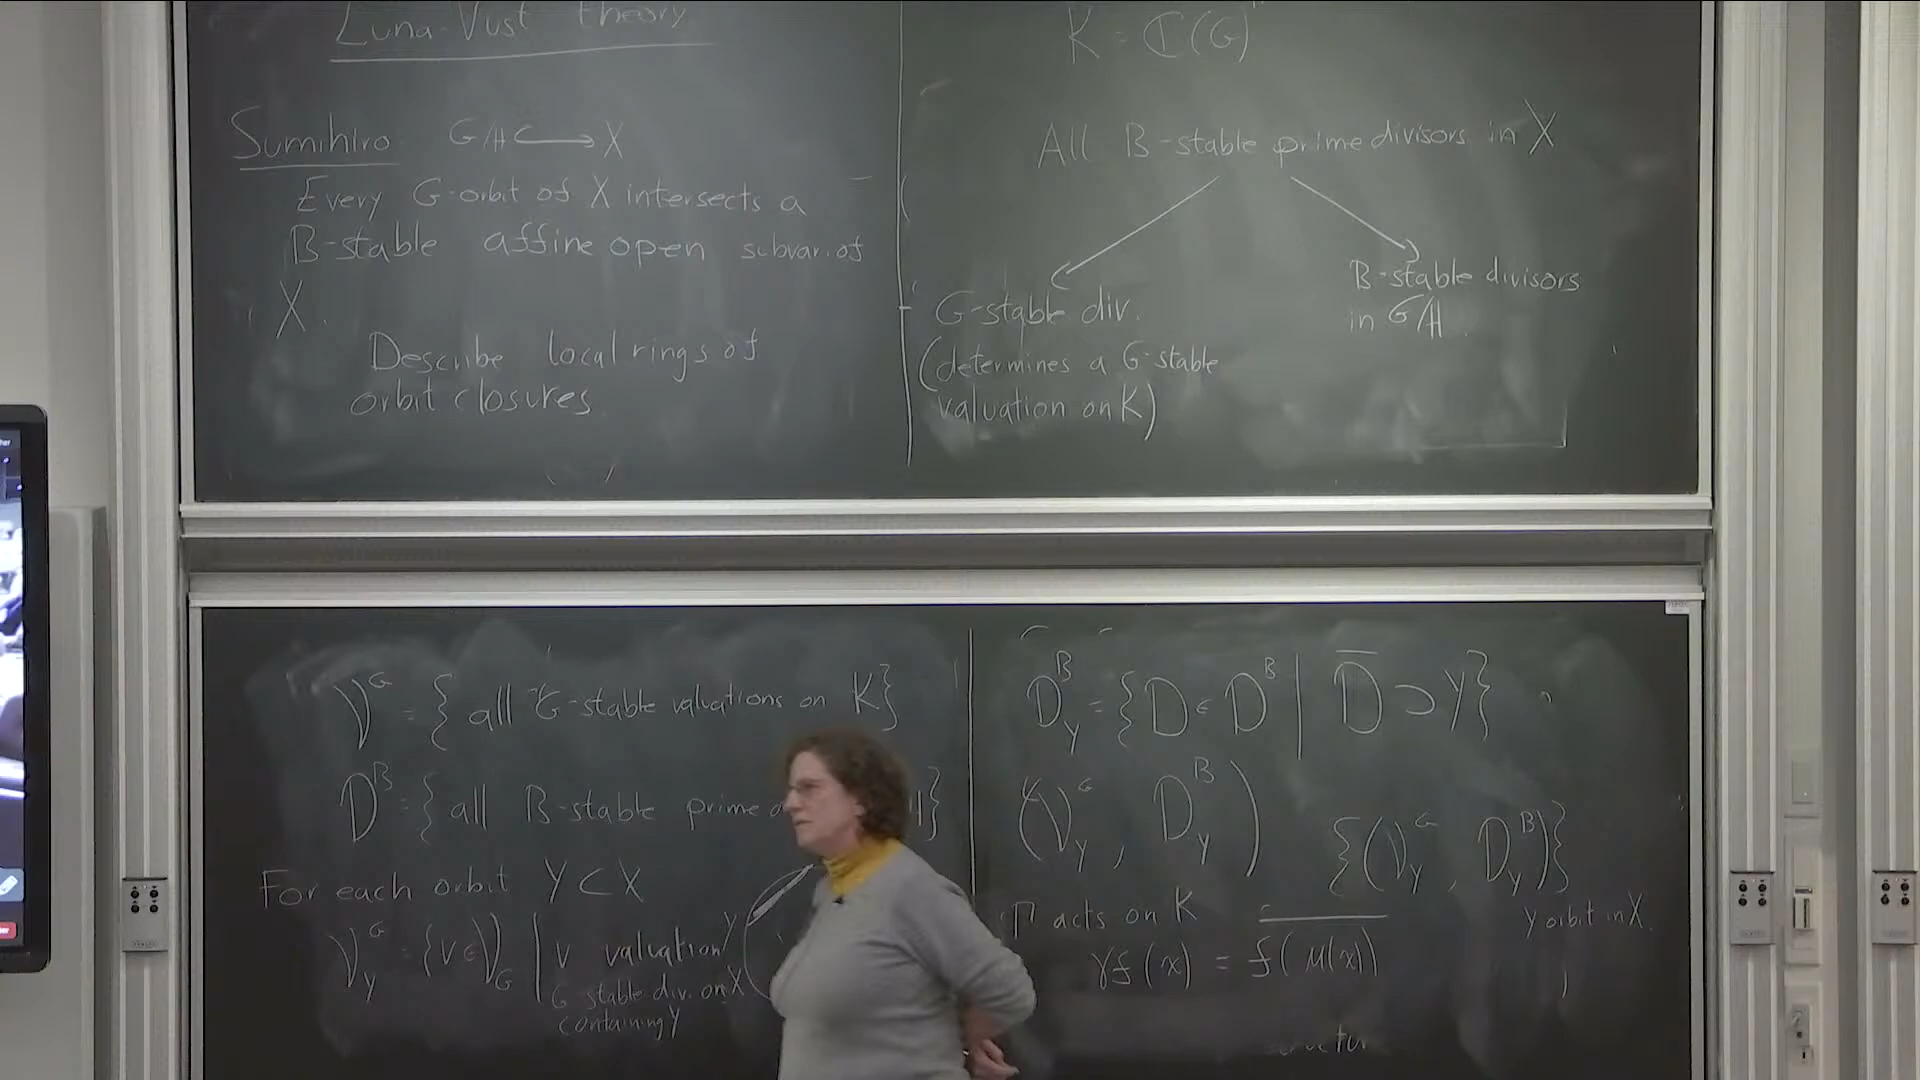 Luna-Vust theory
Sumihiro G/H ⟶ X
Every G-orbit of X intersects a
B-stable affine open subvar. of
X.
Describe local rings of
orbit closures
K = ℂ(G)
All B-stable prime divisors in X
G-stable div.
(determines a G-stable
valuation on K)
B-stable divisors
in G/H
V^G = { all G-stable valuations on K}
D^B = { all B-stable prime
For each orbit Y ⊂ X
V_Y^G = {v ∈ V_G | v valuation
G stable div. on X
containing Y
D_Y^B = {D ∈ D^B | D̅ ⊃ Y}
(V_Y^G, D_Y^B)
{(V_Y^G, D_Y^B)}
Y orbit in X.
Γ acts on K
γf(x) = \overline{f(μ(x))}